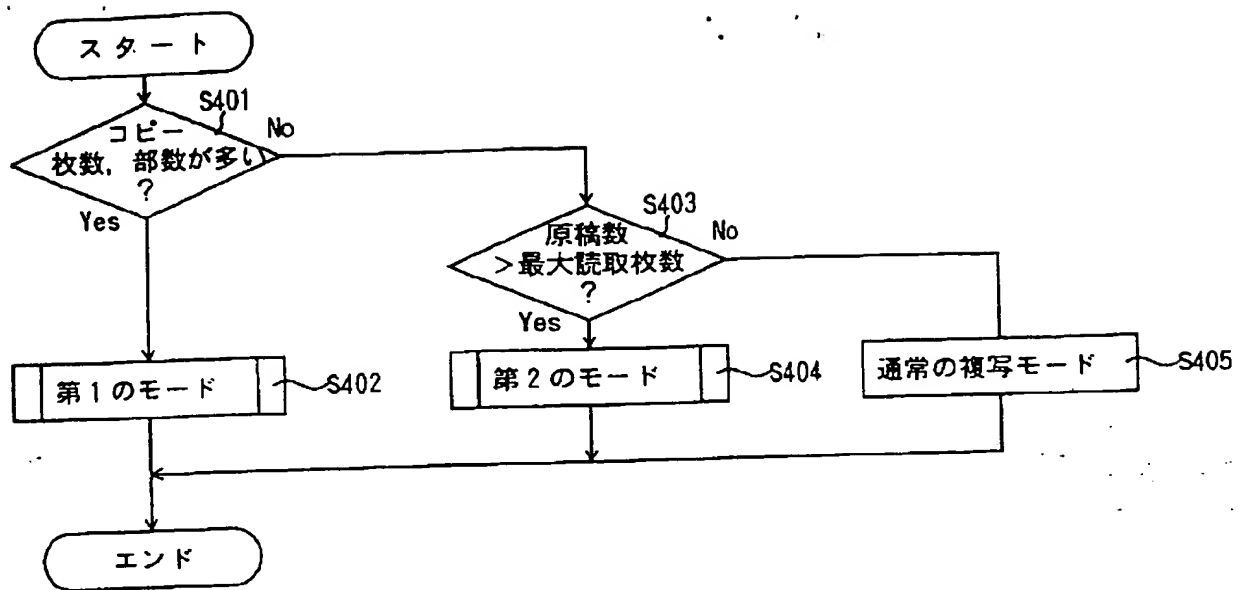 スタート
S401
コピー
枚数，部数が多い
?
No
Yes
S403
原稿数
＞最大読取枚数
?
No
Yes
第1のモード
S402
第2のモード
S404
通常の複写モード
S405
エンド